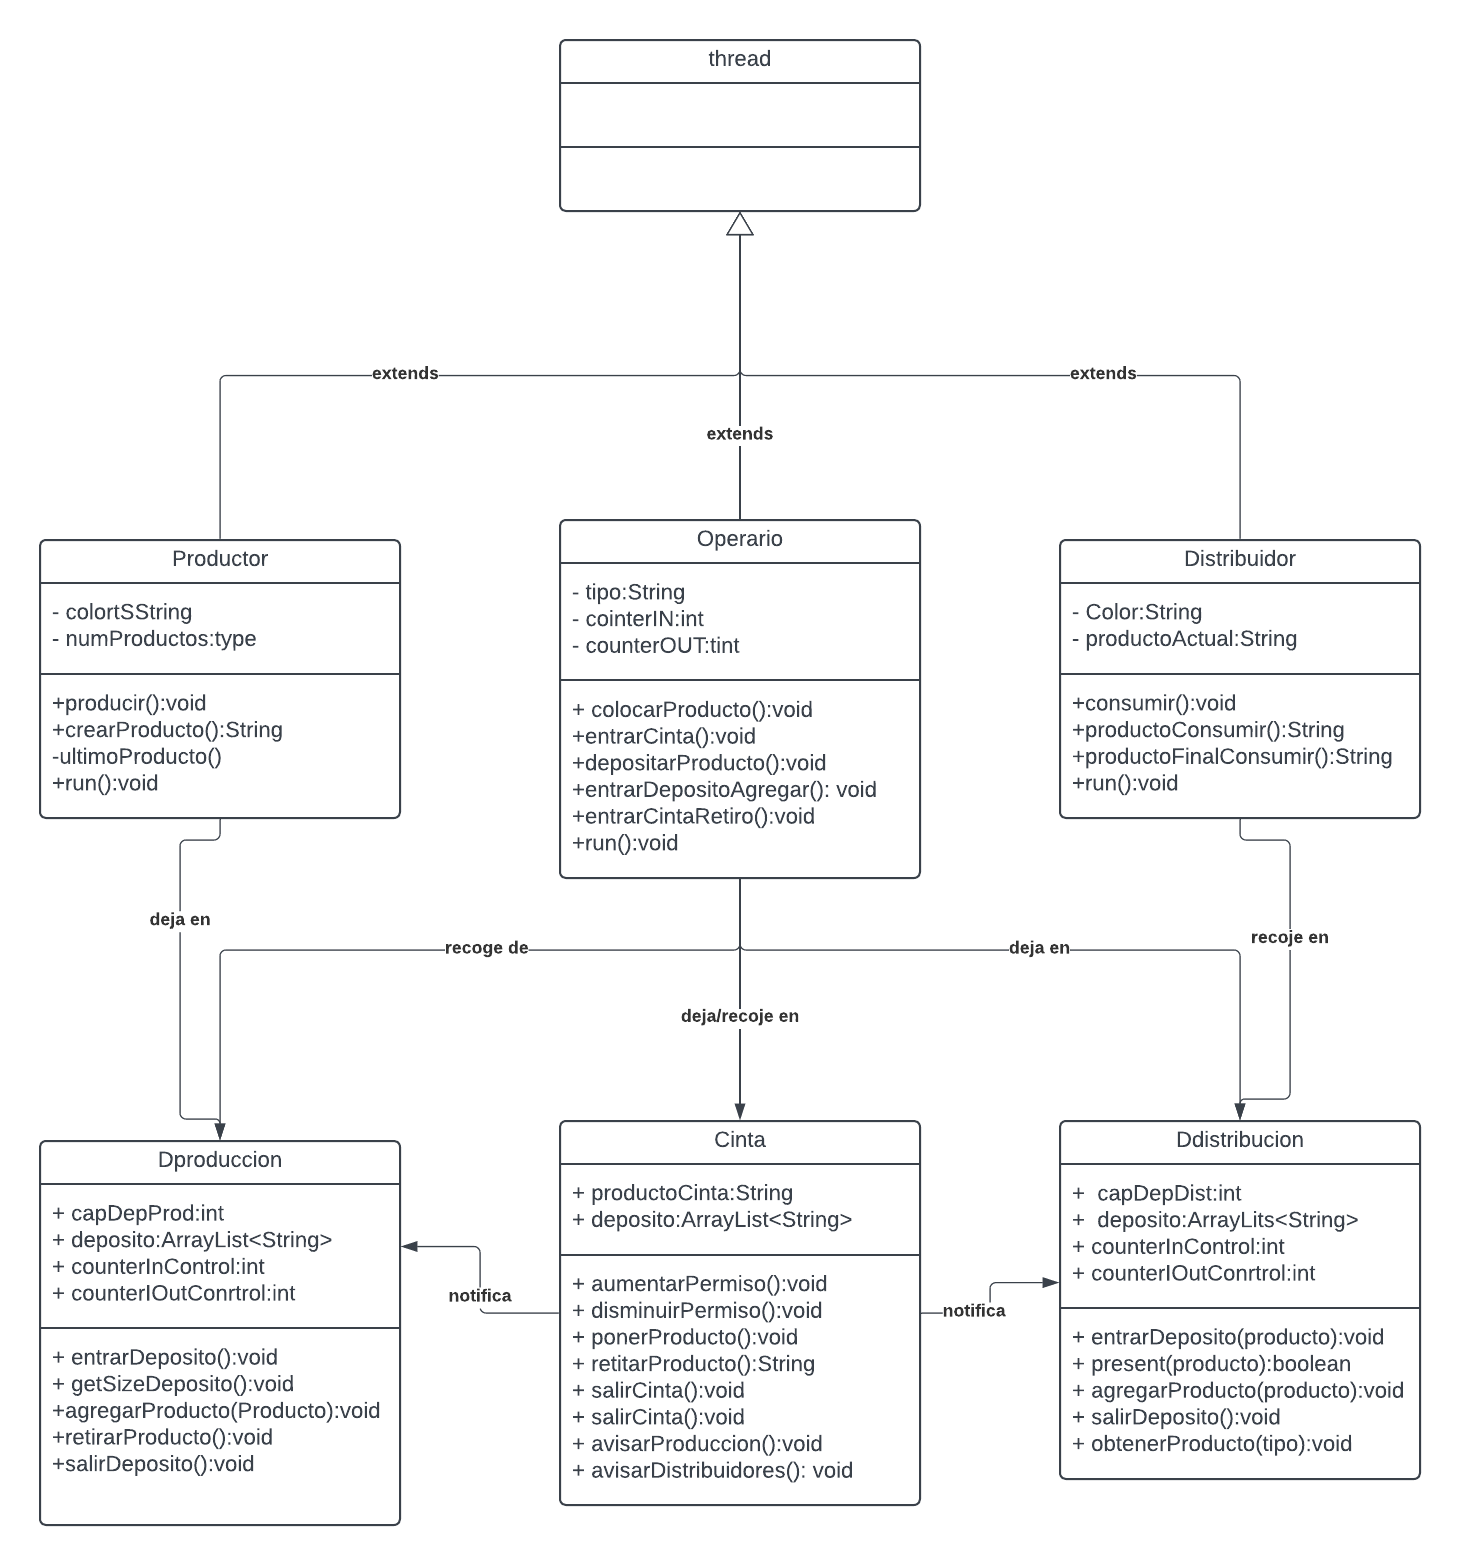 thread
extends
extends
extends
Productor
- colortSString
- numProductos:type
+producir():void
+crearProducto():String
-ultimoProducto()
+run():void
Operario
- tipo:String
- cointerIN:int
- counterOUT:tint
+ colocarProducto():void
+entrarCinta():void
+depositarProducto():void
+entrarDepositoAgregar(): void
+entrarCintaRetiro():void
+run():void
Distribuidor
- Color:String
- productoActual:String
+consumir():void
+productoConsumir():String
+productoFinalConsumir():String
+run():void
deja en
recoge de
deja en
recoje en
deja/recoje en
Dproduccion
+ capDepProd:int
+ deposito:ArrayList<String>
+ counterInControl:int
+ counterIOutConrtrol:int
+ entrarDeposito():void
+ getSizeDeposito():void
+agregarProducto(Producto):void
+retirarProducto():void
+salirDeposito():void
notifica
Cinta
+ productoCinta:String
+ deposito:ArrayList<String>
+ aumentarPermiso():void
+ disminuirPermiso():void
+ ponerProducto():void
+ retitarProducto():String
+ salirCinta():void
+ salirCinta():void
+ avisarProduccion():void
+ avisarDistribuidores(): void
notifica
Ddistribucion
+  capDepDist:int
+  deposito:ArrayLits<String>
+ counterInControl:int
+ counterIOutConrtrol:int
+ entrarDeposito(producto):void
+ present(producto):boolean
+ agregarProducto(producto):void
+ salirDeposito():void
+ obtenerProducto(tipo):void